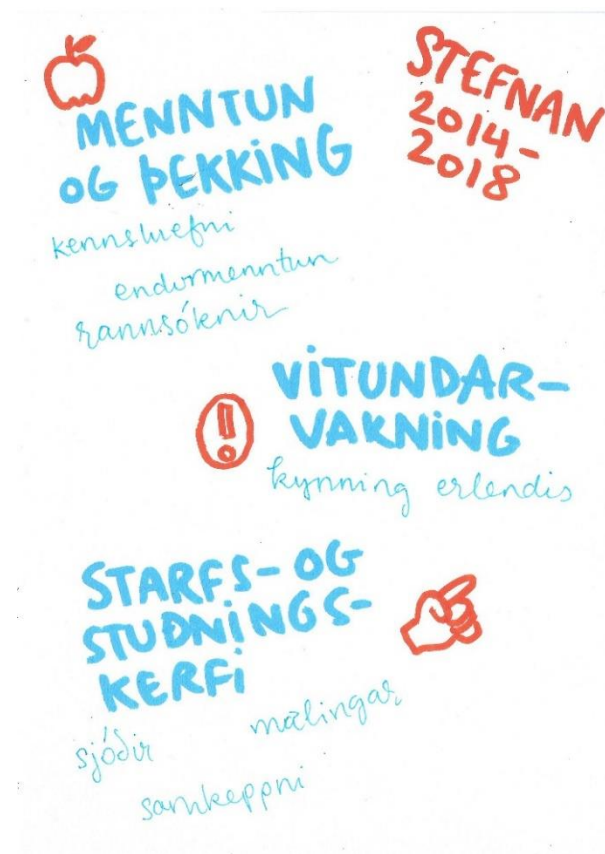 STEFNAN
2014-
2018
MENNTUN
OG ÞEKKING
kennsluefni
endurmenntun
rannsóknir
VITUNDAR-
VAKNING
kynning erlendis
STARFS- OG
STUÐNINGS-
KERFI
sjóðir
mælingar
samkeppni